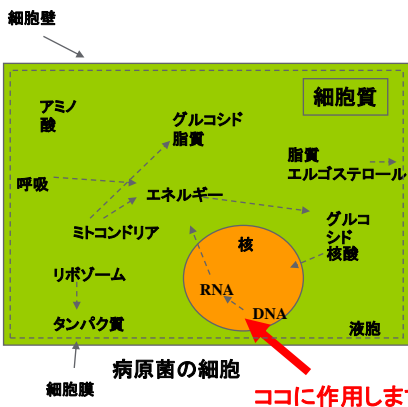 細胞壁
細胞質
アミノ
酸
グルコシド
脂質
脂質
エルゴステロール
呼吸
エネルギー
グルコ
シド
核酸
ミトコンドリア
核
リボゾーム
RNA
DNA
タンパク質
液胞
病原菌の細胞
細胞膜
ココに作用しま